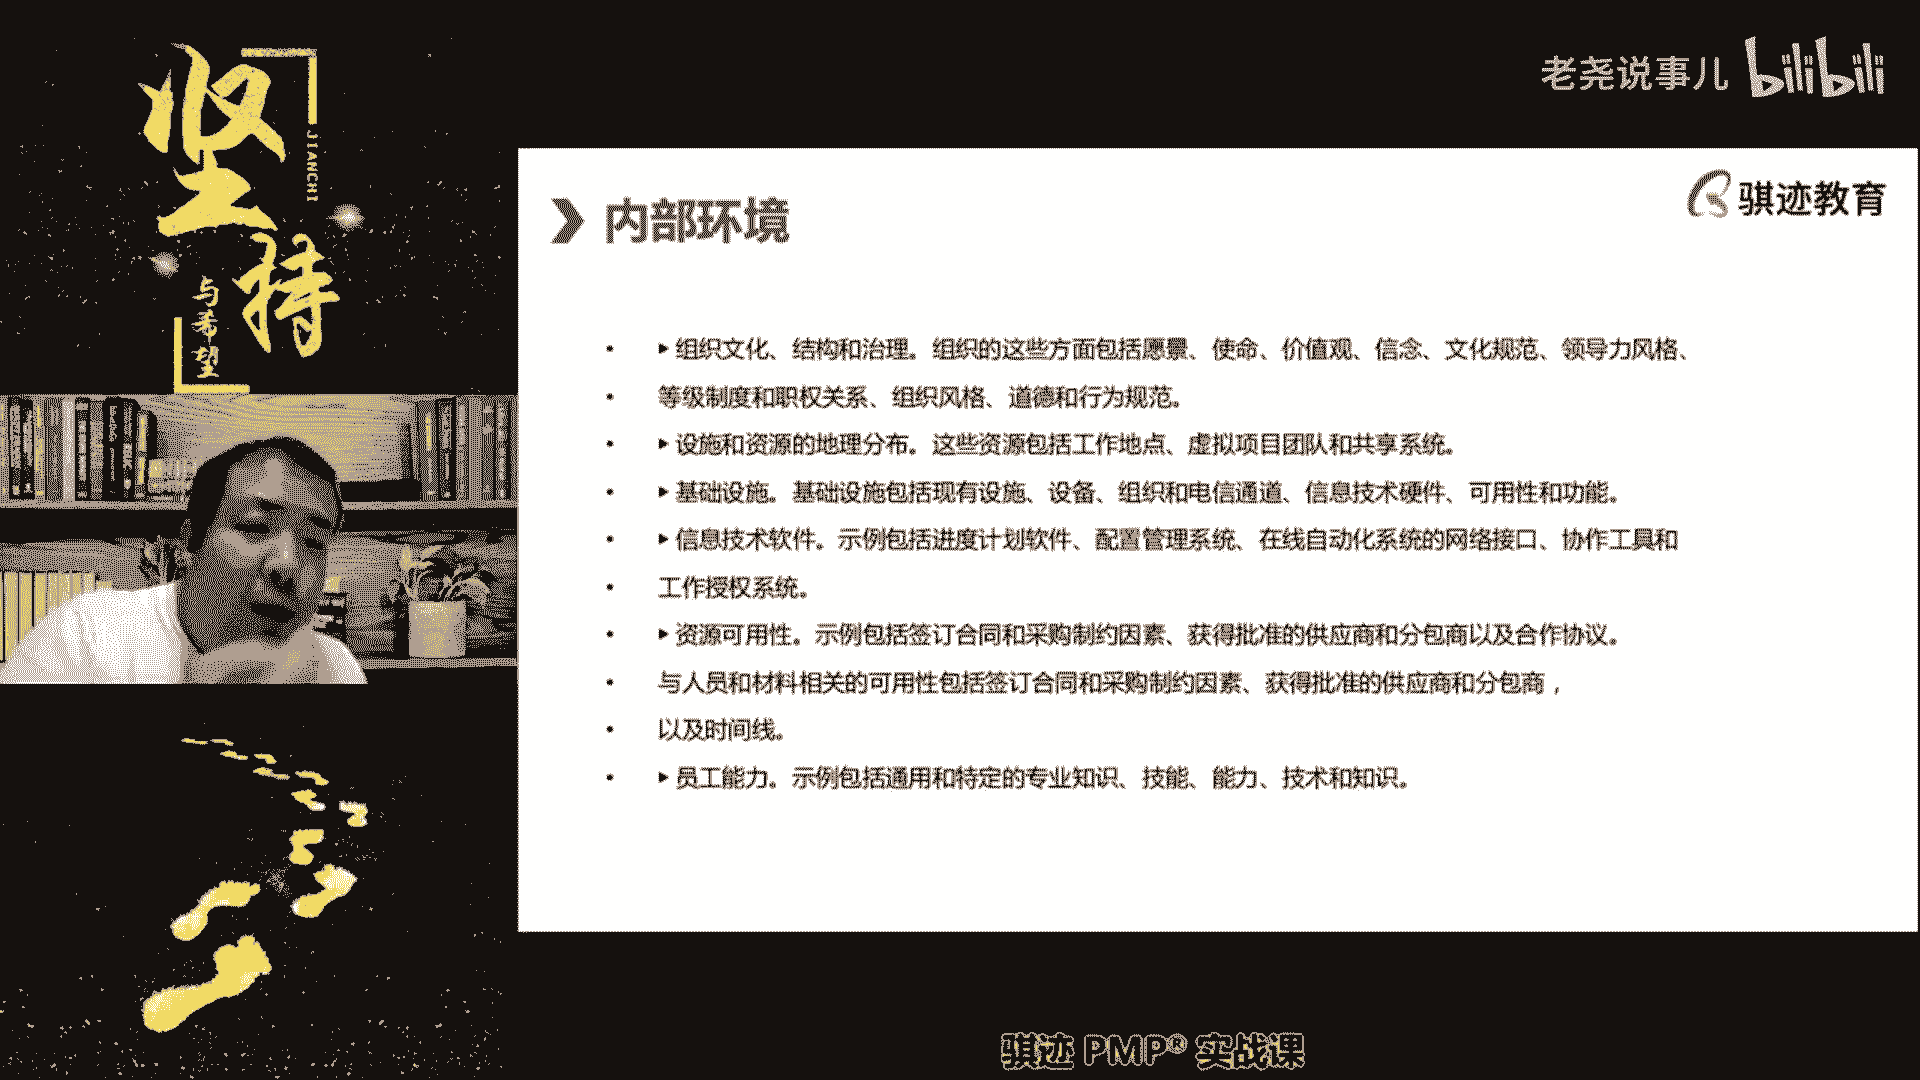 坚持
JIANCHI
与希望
老尧说事儿 bilibili
骐迹教育
内部环境
• ▸组织文化、结构和治理。组织的这些方面包括愿景、使命、价值观、信念、文化规范、领导力风格、
• 等级制度和职权关系、组织风格、道德和行为规范。
• ▸设施和资源的地理分布。这些资源包括工作地点、虚拟项目团队和共享系统。
• ▸基础设施。基础设施包括现有设施、设备、组织和电信通道、信息技术硬件、可用性和功能。
• ▸信息技术软件。示例包括进度计划软件、配置管理系统、在线自动化系统的网络接口、协作工具和
• 工作授权系统。
• ▸资源可用性。示例包括签订合同和采购制约因素、获得批准的供应商和分包商以及合作协议。
• 与人员和材料相关的可用性包括签订合同和采购制约因素、获得批准的供应商和分包商，
• 以及时间线。
• ▸员工能力。示例包括通用和特定的专业知识、技能、能力、技术和知识。
骐迹 PMP® 实战课